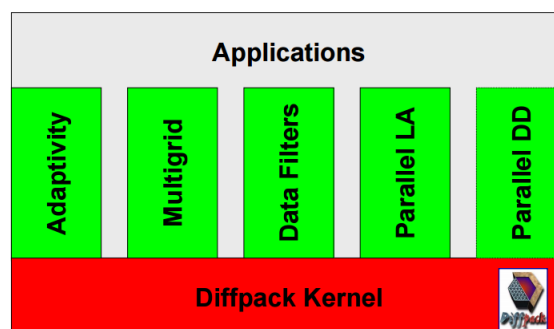 Applications
Adaptivity
Multigrid
Data Filters
Parallel LA
Parallel DD
Diffpack Kernel
Diffpack